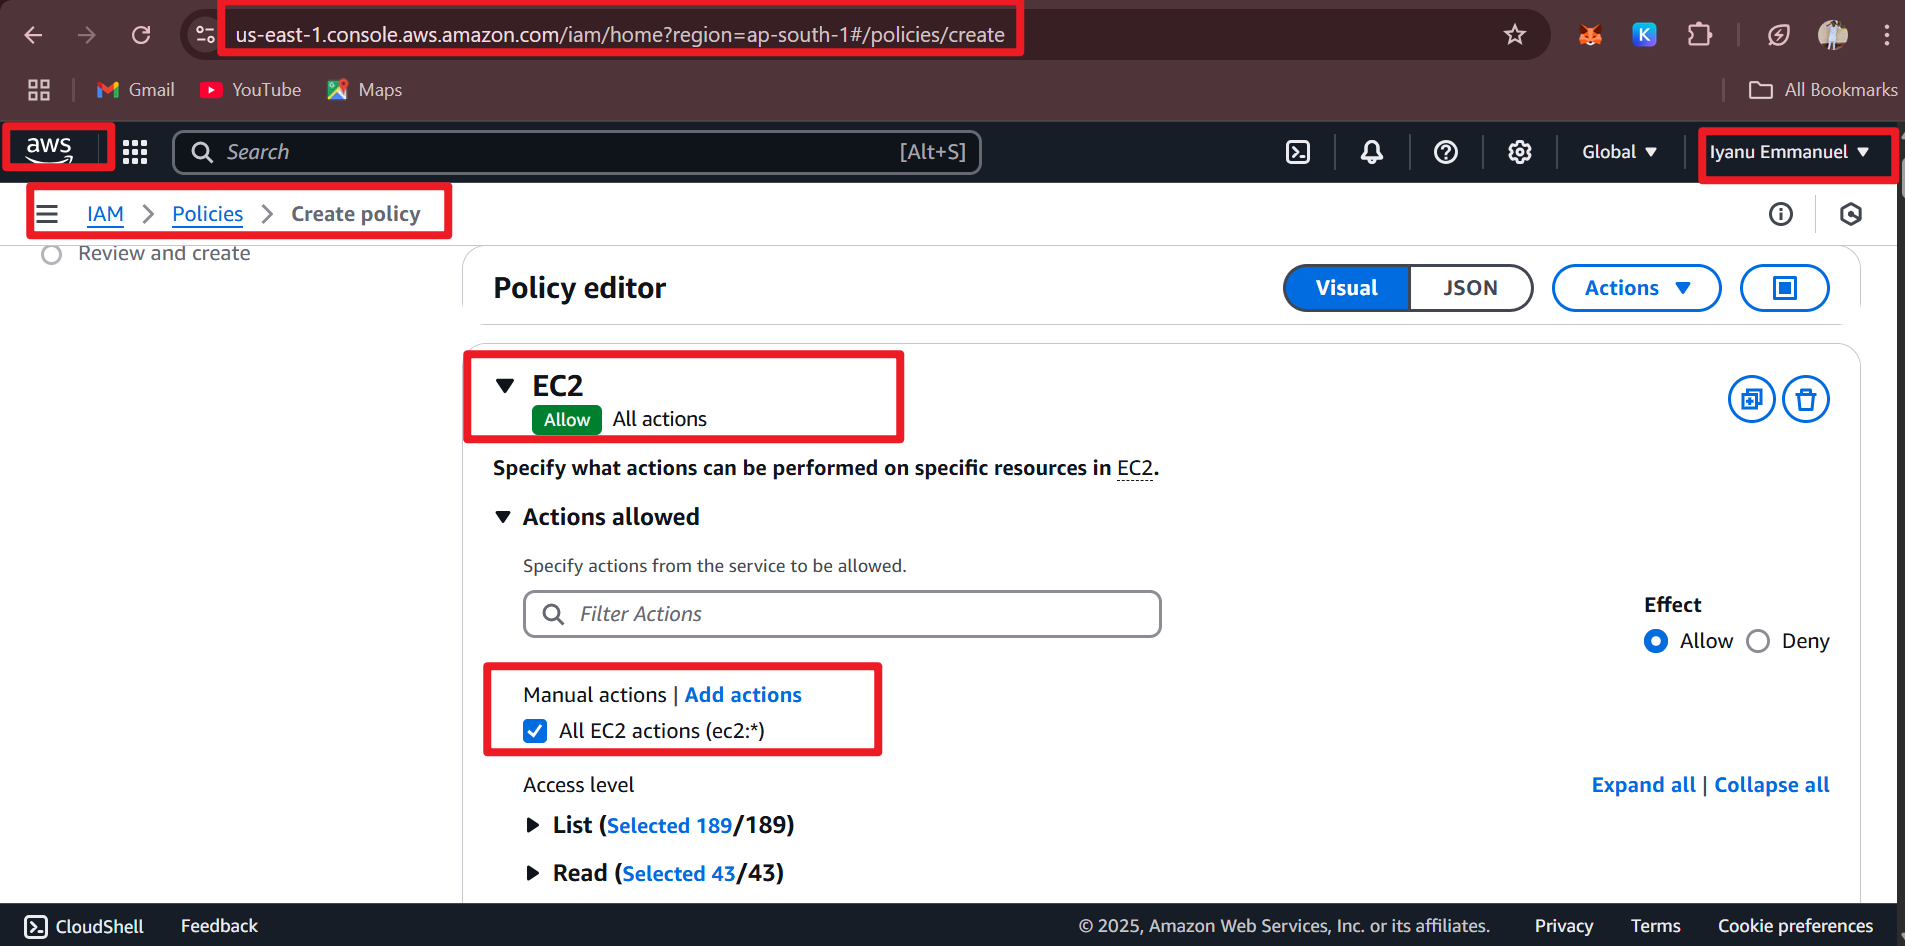 us-east-1.console.aws.amazon.com/iam/home?region=ap-south-1#/policies/create
K
Gmail
YouTube
Maps
All Bookmarks
aws
Search
[Alt+S]
Global
Iyanu Emmanuel
IAM
Policies
Create policy
Review and create
Policy editor
Visual
JSON
Actions
EC2
Allow
All actions
Specify what actions can be performed on specific resources in EC2.
Actions allowed
Specify actions from the service to be allowed.
Filter Actions
Effect
Allow
Deny
Manual actions | Add actions
All EC2 actions (ec2:*)
Access level
Expand all | Collapse all
List (Selected 189/189)
Read (Selected 43/43)
CloudShell
Feedback
© 2025, Amazon Web Services, Inc. or its affiliates.
Privacy
Terms
Cookie preferences